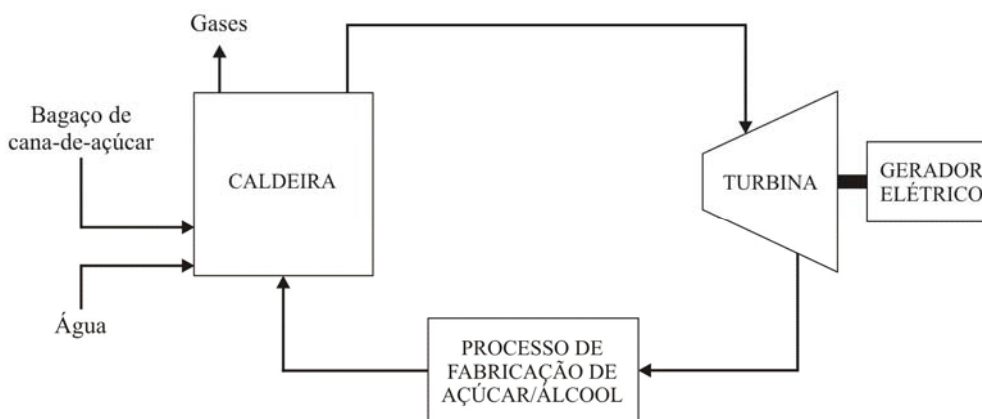 Gases
Bagaço de
cana-de-açúcar
CALDEIRA
TURBINA
GERADOR
ELÉTRICO
Água
PROCESSO DE
FABRICAÇÃO DE
AÇÚCAR/ÁLCOOL